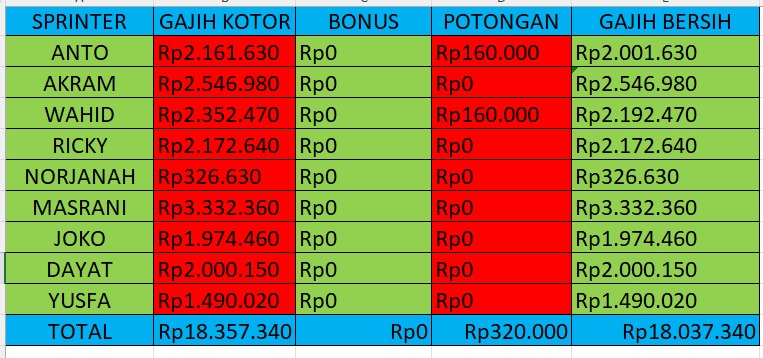 SPRINTER GAJIH KOTOR BONUS POTONGAN GAJIH BERSIH
ANTO Rp2.161.630 Rp0 Rp160.000 Rp2.001.630
AKRAM Rp2.546.980 Rp0 Rp0 Rp2.546.980
WAHID Rp2.352.470 Rp0 Rp160.000 Rp2.192.470
RICKY Rp2.172.640 Rp0 Rp0 Rp2.172.640
NORJANAH Rp326.630 Rp0 Rp0 Rp326.630
MASRANI Rp3.332.360 Rp0 Rp0 Rp3.332.360
JOKO Rp1.974.460 Rp0 Rp0 Rp1.974.460
DAYAT Rp2.000.150 Rp0 Rp0 Rp2.000.150
YUSFA Rp1.490.020 Rp0 Rp0 Rp1.490.020
TOTAL Rp18.357.340 Rp0 Rp320.000 Rp18.037.340